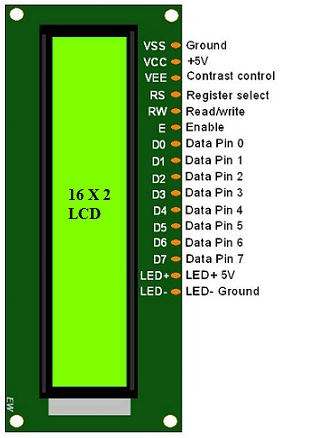 VSS Ground
VCC +5V
VEE Contrast control
RS Register select
RW Read/write
E Enable
D0 Data Pin 0
D1 Data Pin 1
D2 Data Pin 2
D3 Data Pin 3
D4 Data Pin 4
D5 Data Pin 5
D6 Data Pin 6
D7 Data Pin 7
LED+ LED+ 5V
LED- LED- Ground
16 X 2
LCD
EW